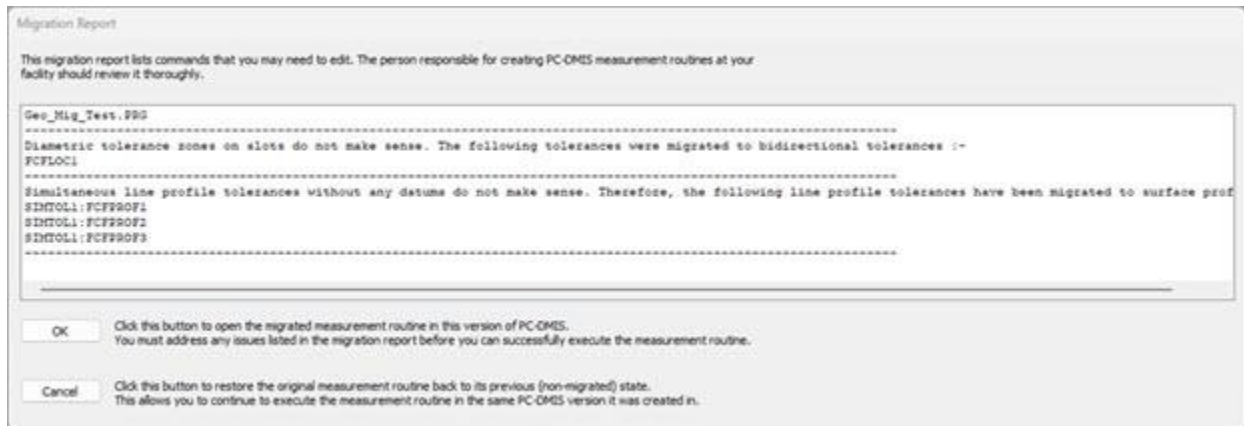 Migration Report
This migration report lists commands that you may need to edit. The person responsible for creating PC-DMIS measurement routines at your
facility should review it thoroughly.
Geo_Mig_Test.PRG
--------------------------------------------------------------------------------
Diametric tolerance zones on slots do not make sense. The following tolerances were migrated to bidirectional tolerances :-
FCFLOC1
--------------------------------------------------------------------------------
Simultaneous line profile tolerances without any datums do not make sense. Therefore, the following line profile tolerances have been migrated to surface prof
SIMTOL1:FCFPROF1
SIMTOL1:FCFPROF2
SIMTOL1:FCFPROF3
--------------------------------------------------------------------------------
OK
Click this button to open the migrated measurement routine in this version of PC-DMIS.
You must address any issues listed in the migration report before you can successfully execute the measurement routine.
Cancel
Click this button to restore the original measurement routine back to its previous (non-migrated) state.
This allows you to continue to execute the measurement routine in the same PC-DMIS version it was created in.